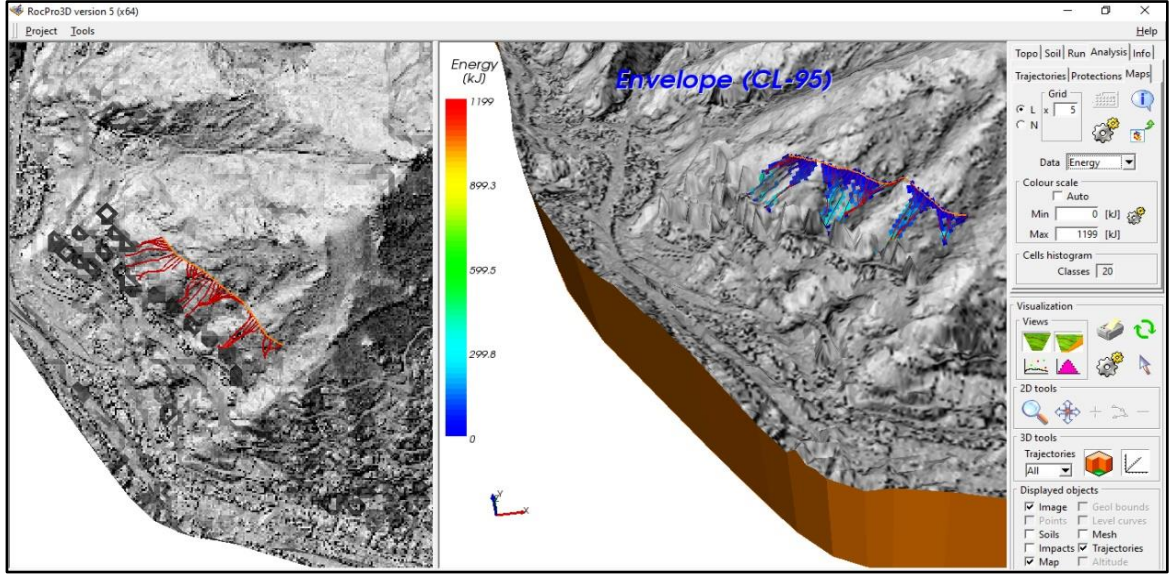 RocPro3D version 5 (x64)
Project Tools Help
Energy
(kJ)
1199
899.3
599.5
299.8
0
Envelope (CL-95)
Y
X
Topo Soil Run Analysis Info
Trajectories Protections Maps
Grid
L x 5
N
Data Energy
Colour scale
Auto
Min 0 [kJ]
Max 1199 [kJ]
Cells histogram
Classes 20
Visualization
Views
2D tools
3D tools
Trajectories
All
Displayed objects
Image Geol bounds
Points Level curves
Soils Mesh
Impacts Trajectories
Map Altitude